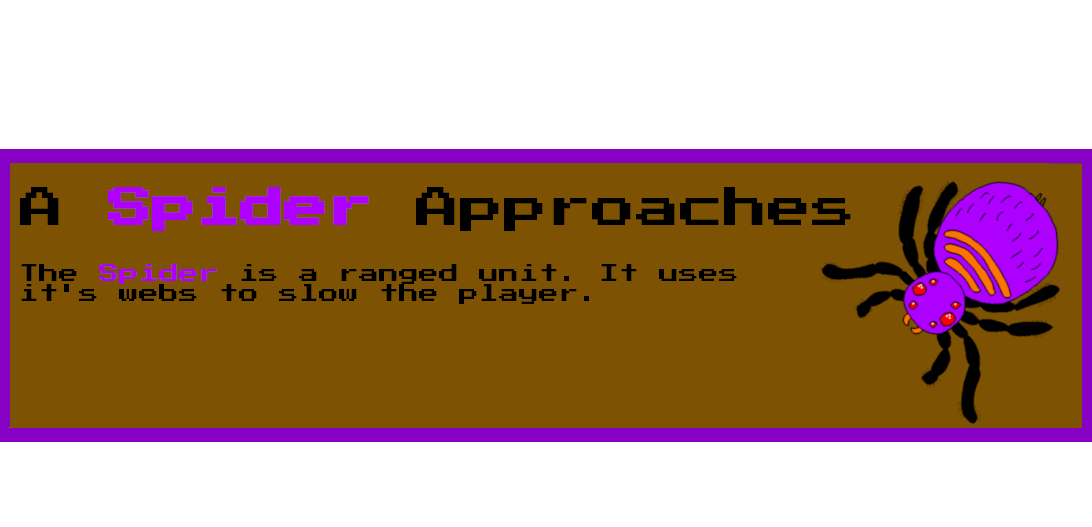 A Spider Approaches
The Spider is a ranged unit. It uses
it's webs to slow the player.